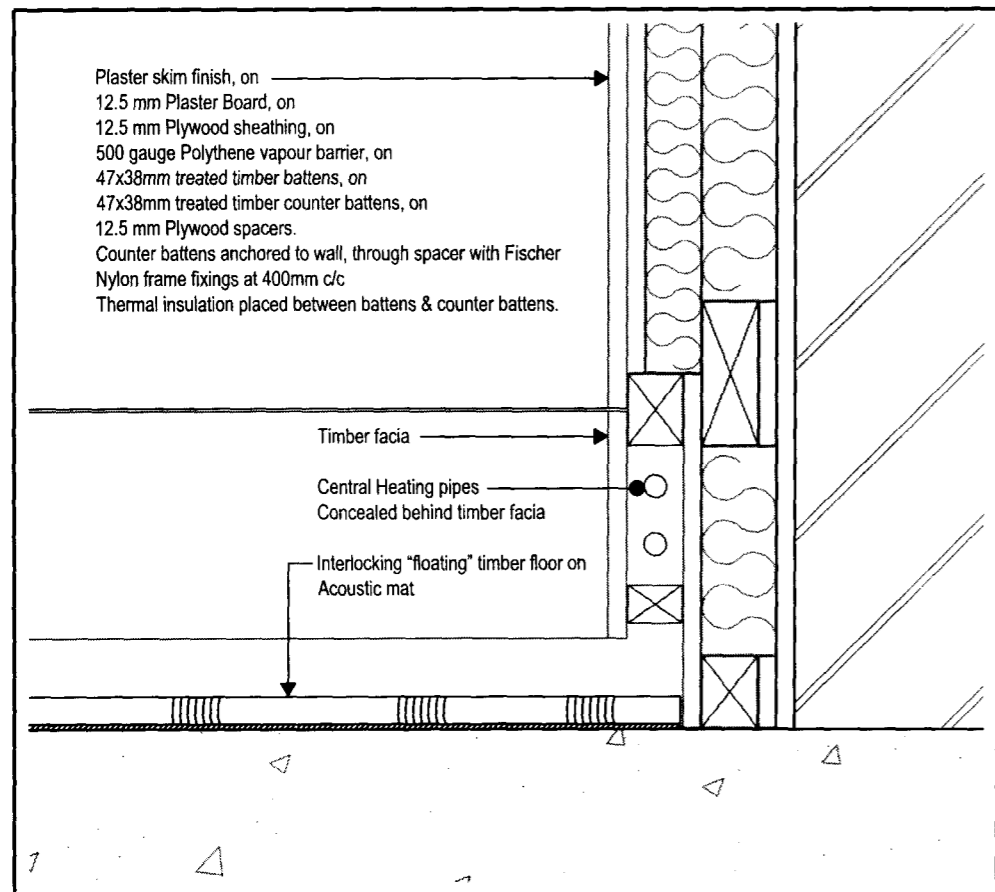 Plaster skim finish, on
12.5 mm Plaster Board, on
12.5 mm Plywood sheathing, on
500 gauge Polythene vapour barrier, on
47x38mm treated timber battens, on
47x38mm treated timber counter battens, on
12.5 mm Plywood spacers.
Counter battens anchored to wall, through spacer with Fischer
Nylon frame fixings at 400mm c/c
Thermal insulation placed between battens & counter battens.
Timber facia
Central Heating pipes
Concealed behind timber facia
Interlocking “floating” timber floor on
Acoustic mat